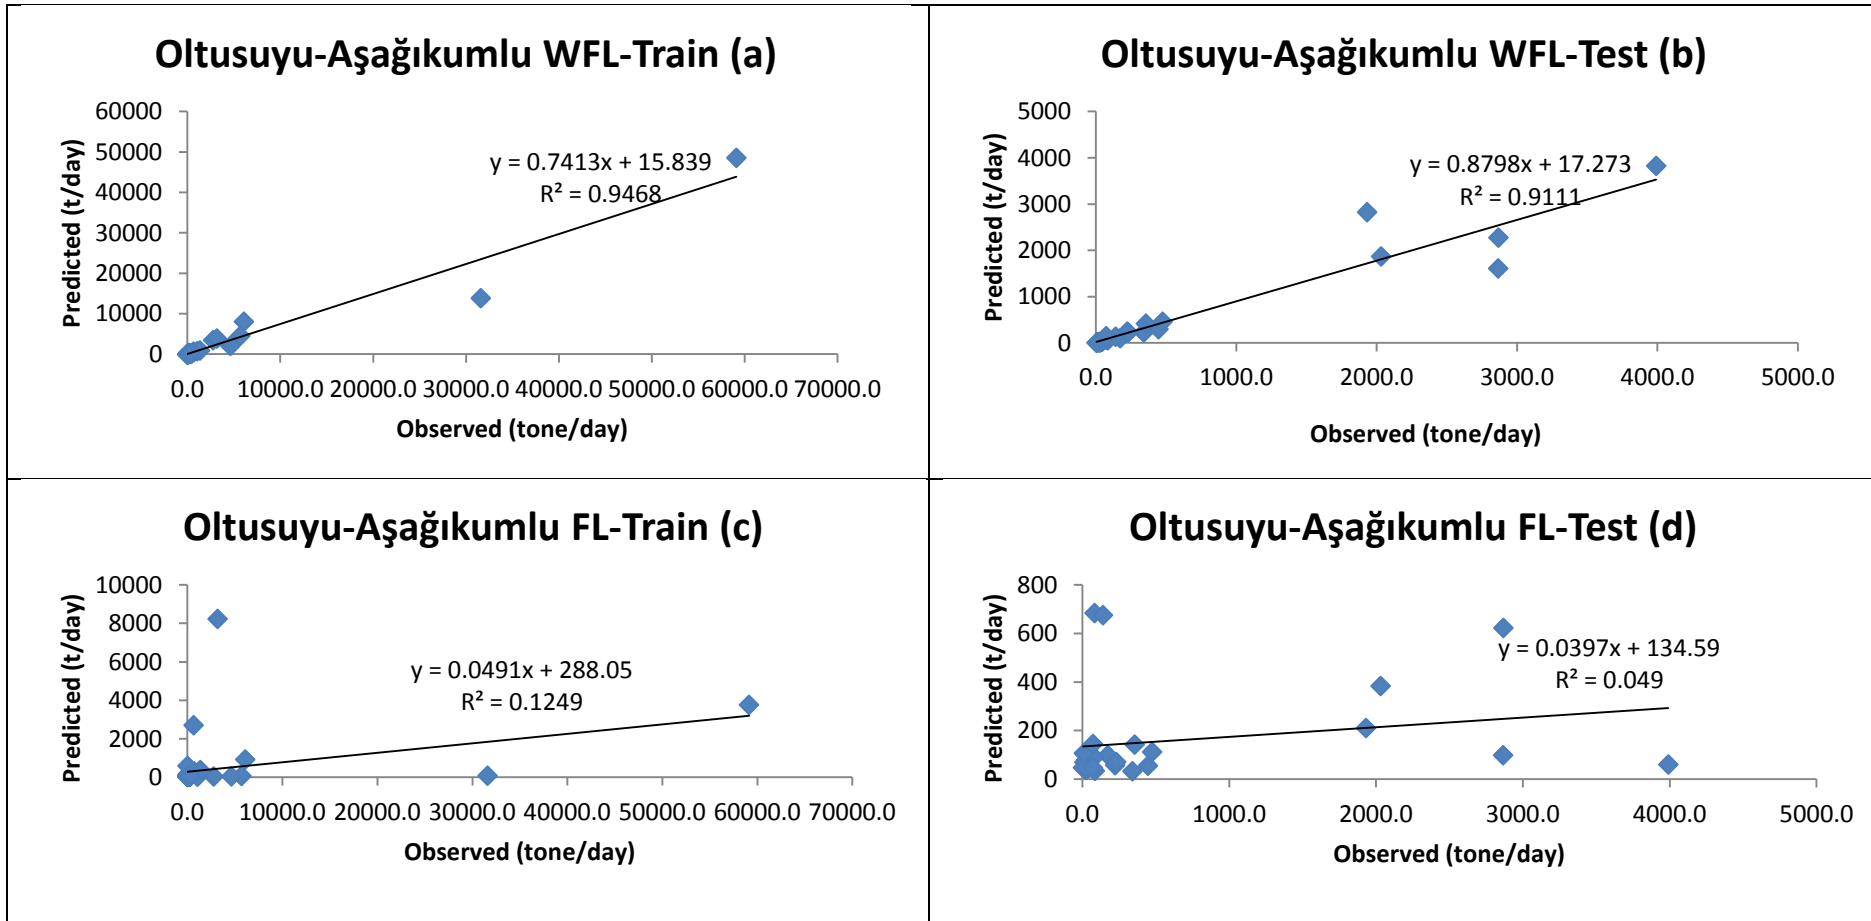 Oltusuyu-Aşağıkumlu WFL-Train (a)
Predicted (t/day)
60000
50000
40000
30000
20000
10000
0
y = 0.7413x + 15.839
R² = 0.9468
0.0 10000.0 20000.0 30000.0 40000.0 50000.0 60000.0 70000.0
Observed (tone/day)
Oltusuyu-Aşağıkumlu WFL-Test (b)
Predicted (t/day)
5000
4000
3000
2000
1000
0
y = 0.8798x + 17.273
R² = 0.9111
0.0 1000.0 2000.0 3000.0 4000.0 5000.0
Observed (tone/day)
Oltusuyu-Aşağıkumlu FL-Train (c)
Predicted (t/day)
10000
8000
6000
4000
2000
0
y = 0.0491x + 288.05
R² = 0.1249
0.0 10000.0 20000.0 30000.0 40000.0 50000.0 60000.0 70000.0
Observed (tone/day)
Oltusuyu-Aşağıkumlu FL-Test (d)
Predicted (t/day)
800
600
400
200
0
y = 0.0397x + 134.59
R² = 0.049
0.0 1000.0 2000.0 3000.0 4000.0 5000.0
Observed (tone/day)